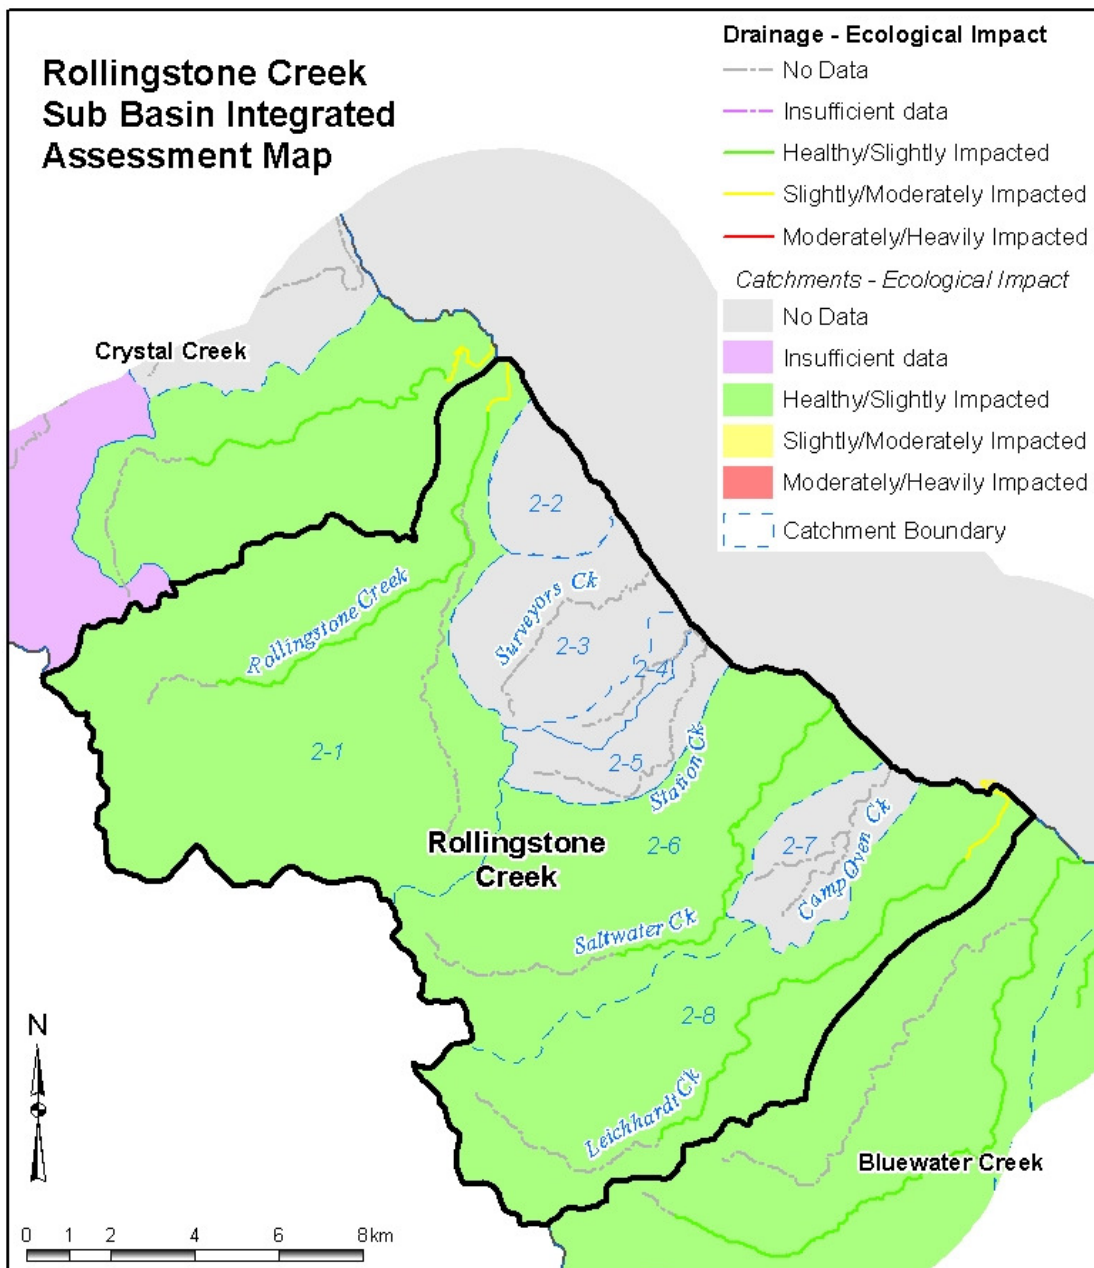 Rollingstone Creek
Sub Basin Integrated
Assessment Map
Drainage - Ecological Impact
No Data
Insufficient data
Healthy/Slightly Impacted
Slightly/Moderately Impacted
Moderately/Heavily Impacted
Catchments - Ecological Impact
No Data
Insufficient data
Healthy/Slightly Impacted
Slightly/Moderately Impacted
Moderately/Heavily Impacted
Catchment Boundary
Crystal Creek
2-2
Rollingstone Creek
Surveyors Ck
2-3
2-4
2-1
2-5
Station Ck
Rollingstone
Creek
2-6
2-7
Camp Oven Ck
Saltwater Ck
2-8
Leichhardt Ck
Bluewater Creek
N
0 1 2 4 6 8 km